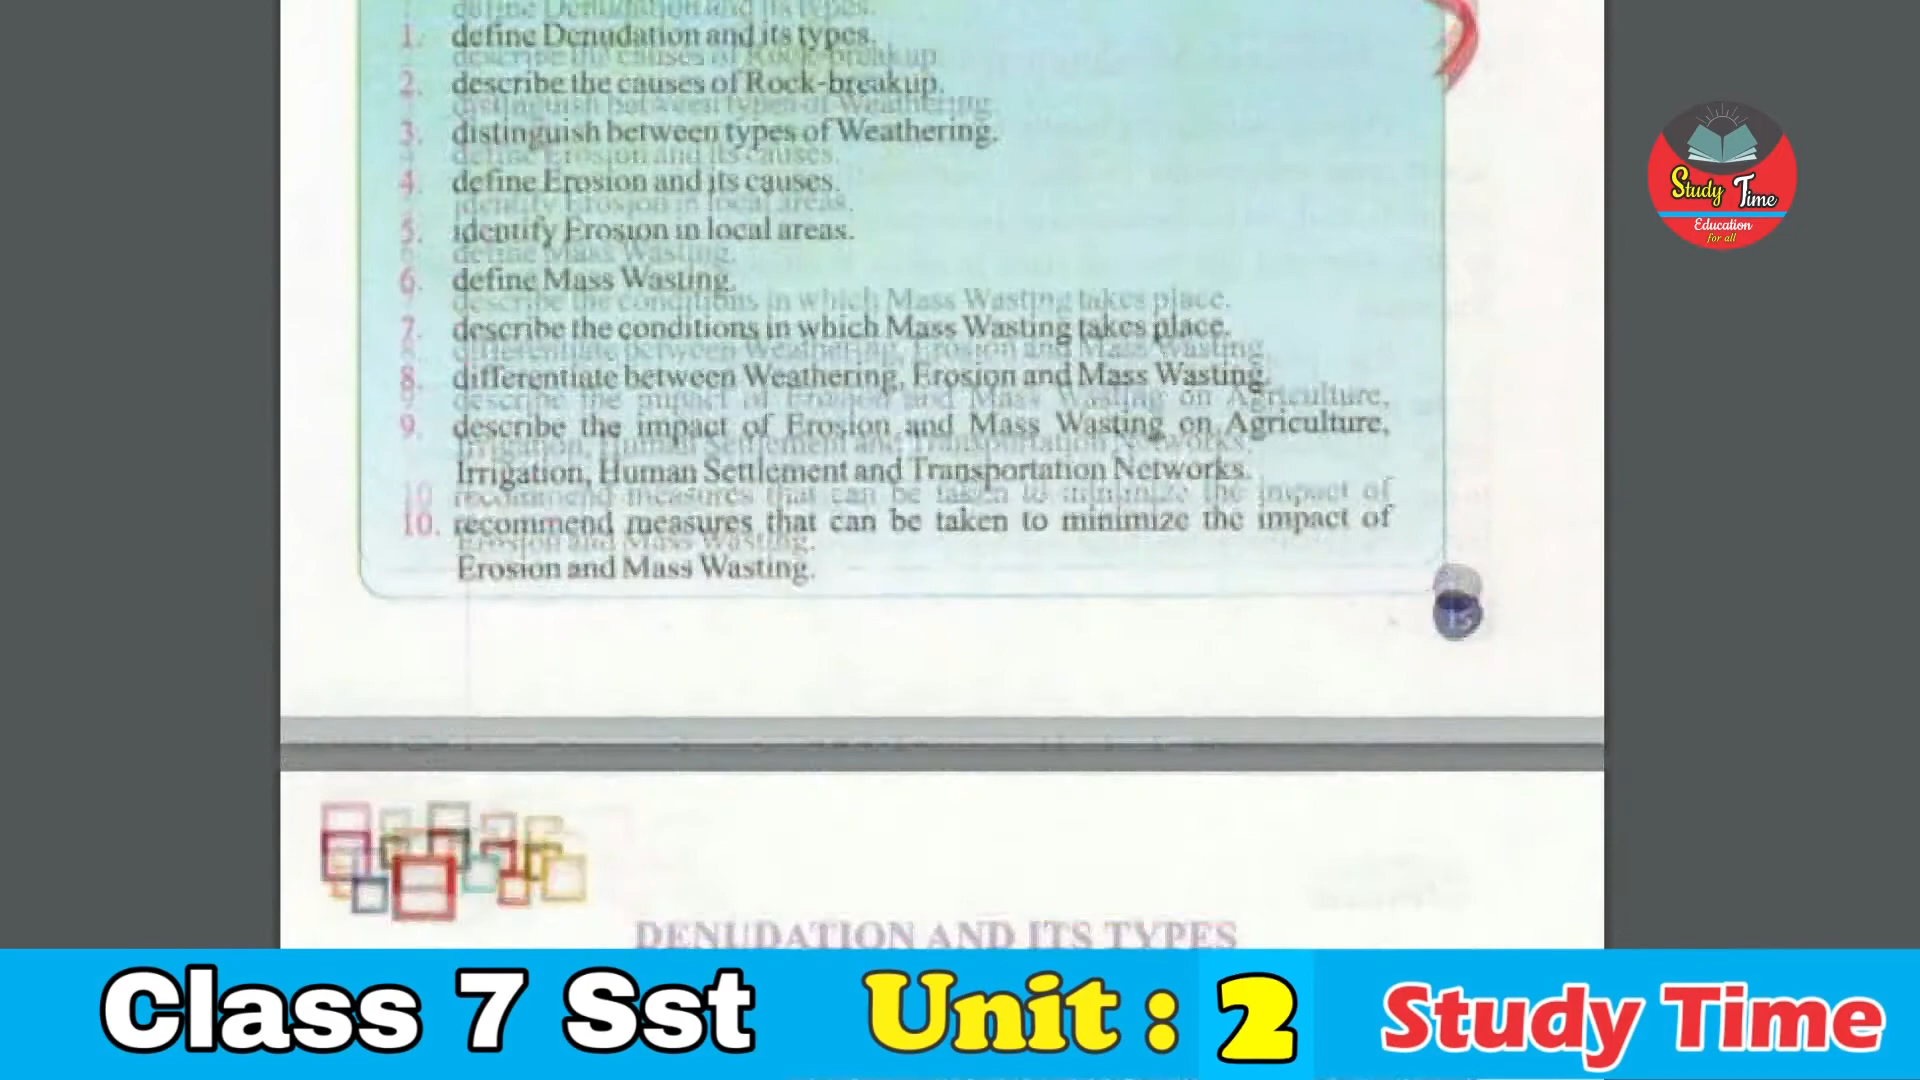 1. define Denudation and its types.
2. describe the causes of Rock-breakup.
3. distinguish between types of Weathering.
4. define Erosion and its causes.
5. identify Erosion in local areas.
6. define Mass Wasting.
7. describe the conditions in which Mass Wasting takes place.
8. differentiate between Weathering, Erosion and Mass Wasting.
9. describe the impact of Erosion and Mass Wasting on Agriculture,
Irrigation, Human Settlement and Transportation Networks.
10. recommend measures that can be taken to minimize the impact of
Erosion and Mass Wasting.
15
DENUDATION AND ITS TYPES
Study Time
Education
for all
Class 7 Sst Unit : 2 Study Time